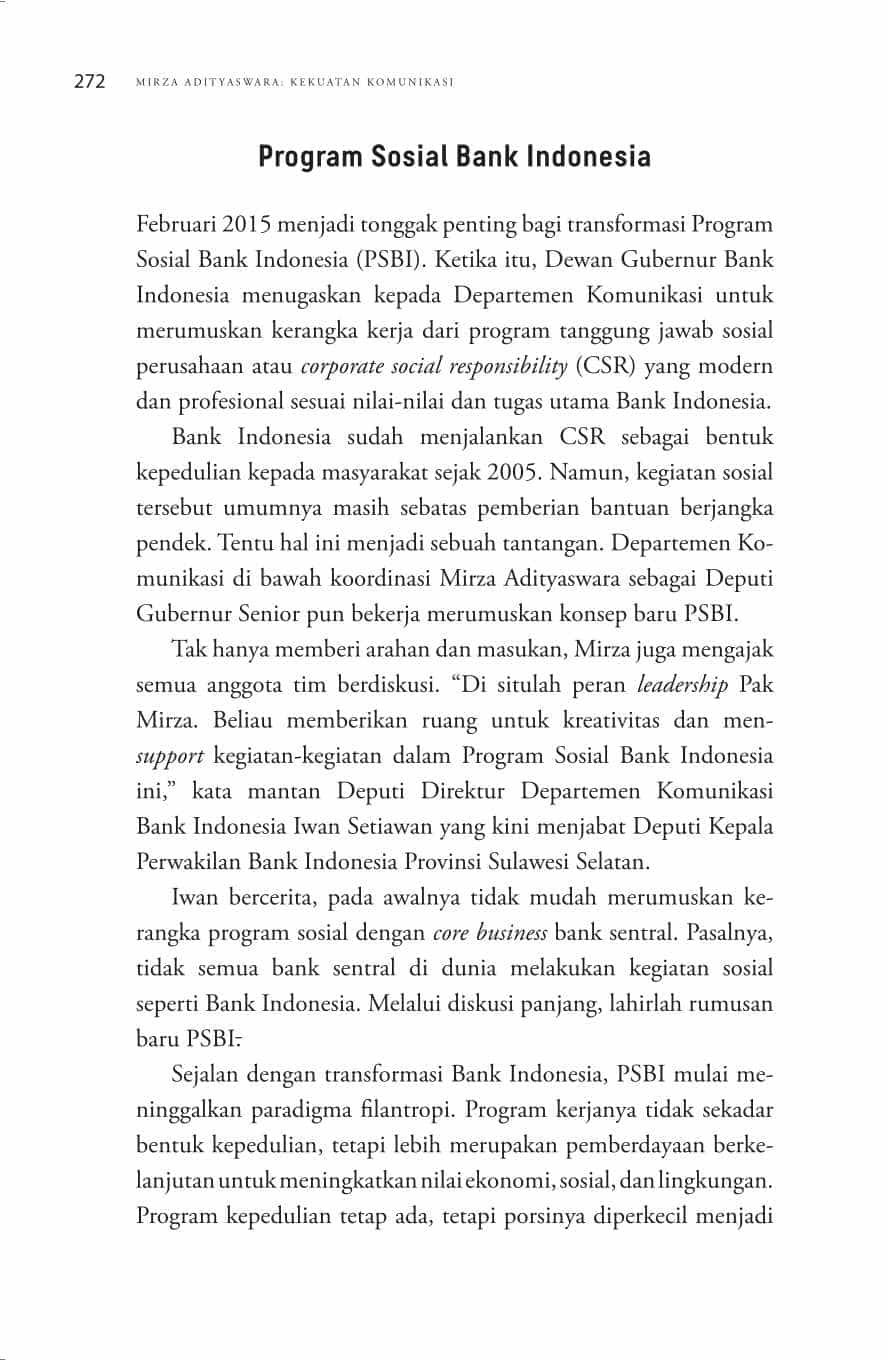 272 MIRZA ADITYASWARA: KEKUATAN KOMUNIKASI
Program Sosial Bank Indonesia
Februari 2015 menjadi tonggak penting bagi transformasi Program
Sosial Bank Indonesia (PSBI). Ketika itu, Dewan Gubernur Bank
Indonesia menugaskan kepada Departemen Komunikasi untuk
merumuskan kerangka kerja dari program tanggung jawab sosial
perusahaan atau corporate social responsibility (CSR) yang modern
dan profesional sesuai nilai-nilai dan tugas utama Bank Indonesia.
Bank Indonesia sudah menjalankan CSR sebagai bentuk
kepedulian kepada masyarakat sejak 2005. Namun, kegiatan sosial
tersebut umumnya masih sebatas pemberian bantuan berjangka
pendek. Tentu hal ini menjadi sebuah tantangan. Departemen Ko-
munikasi di bawah koordinasi Mirza Adityaswara sebagai Deputi
Gubernur Senior pun bekerja merumuskan konsep baru PSBI.
Tak hanya memberi arahan dan masukan, Mirza juga mengajak
semua anggota tim berdiskusi. “Di situlah peran leadership Pak
Mirza. Beliau memberikan ruang untuk kreativitas dan men-
support kegiatan-kegiatan dalam Program Sosial Bank Indonesia
ini,” kata mantan Deputi Direktur Departemen Komunikasi
Bank Indonesia Iwan Setiawan yang kini menjabat Deputi Kepala
Perwakilan Bank Indonesia Provinsi Sulawesi Selatan.
Iwan bercerita, pada awalnya tidak mudah merumuskan ke-
rangka program sosial dengan core business bank sentral. Pasalnya,
tidak semua bank sentral di dunia melakukan kegiatan sosial
seperti Bank Indonesia. Melalui diskusi panjang, lahirlah rumusan
baru PSBI.
Sejalan dengan transformasi Bank Indonesia, PSBI mulai me-
ninggalkan paradigma filantropi. Program kerjanya tidak sekadar
bentuk kepedulian, tetapi lebih merupakan pemberdayaan berke-
lanjutan untuk meningkatkan nilai ekonomi, sosial, dan lingkungan.
Program kepedulian tetap ada, tetapi porsinya diperkecil menjadi